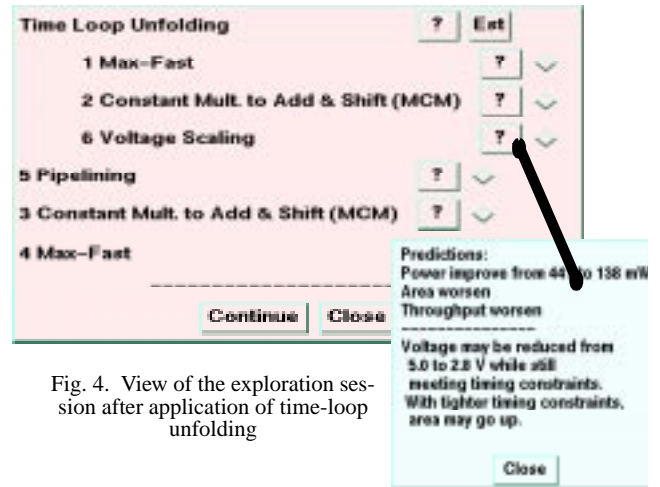 Time Loop Unfolding ? Est
1 Max-Fast ?
2 Constant Mult. to Add & Shift (MCM) ?
6 Voltage Scaling ?
5 Pipelining ?
3 Constant Mult. to Add & Shift (MCM) ?
4 Max-Fast
Continue Close
Predictions:
Power improve from to 138 mW
Area worsen
Throughput worsen
Voltage may be reduced from
5.0 to 2.8 V while still
meeting timing constraints.
With tighter timing constraints,
area may go up.
Close
Fig. 4. View of the exploration ses-
sion after application of time-loop
unfolding